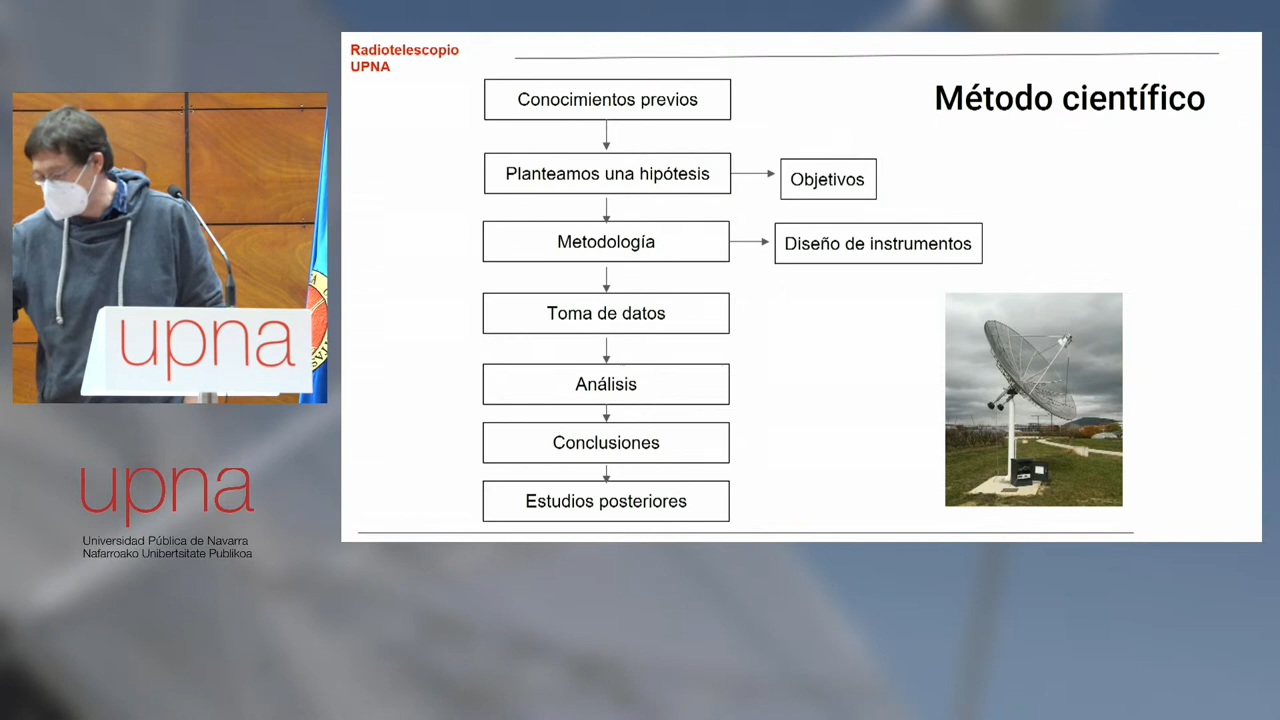 Radiotelescopio
UPNA
Método científico
Conocimientos previos
Planteamos una hipótesis
Objetivos
Metodología
Diseño de instrumentos
Toma de datos
Análisis
Conclusiones
Estudios posteriores
upna
upna
Universidad Pública de Navarra
Nafarroako Unibertsitate Publikoa